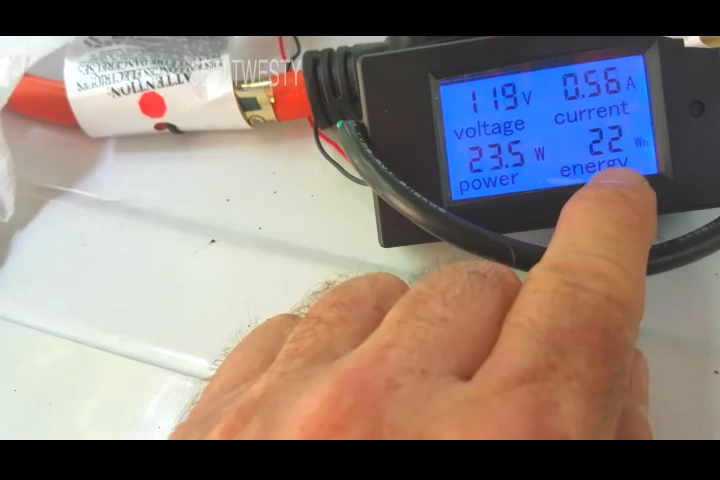 ATTENTION:
TWESTY
119 V
voltage
0.56 A
current
23.5 W
power
22 Wh
energy